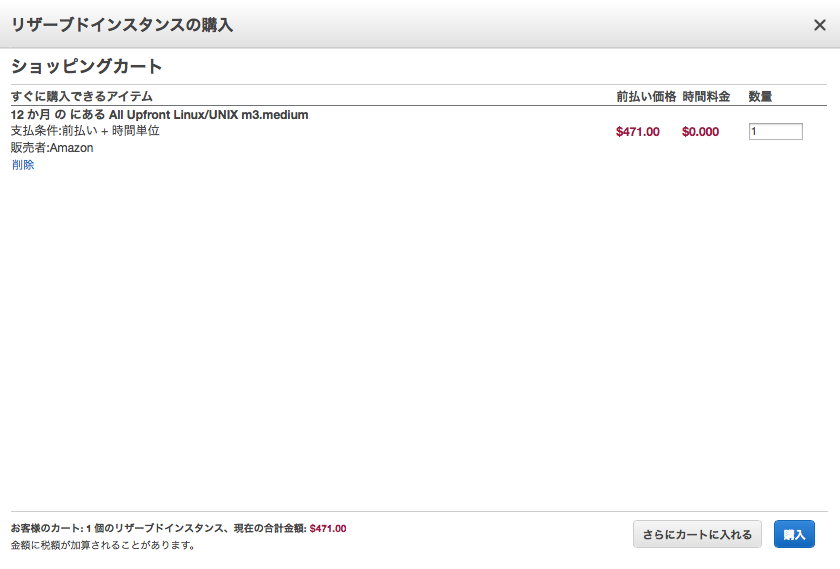 リザーブドインスタンスの購入 ×
ショッピングカート
すぐに購入できるアイテム 前払い価格 時間料金 数量
12 か月 の にある All Upfront Linux/UNIX m3.medium
支払条件:前払い + 時間単位 $471.00 $0.000 1
販売者:Amazon
削除
お客様のカート: 1 個のリザーブドインスタンス、現在の合計金額: $471.00
金額に税額が加算されることがあります。
さらにカートに入れる 購入